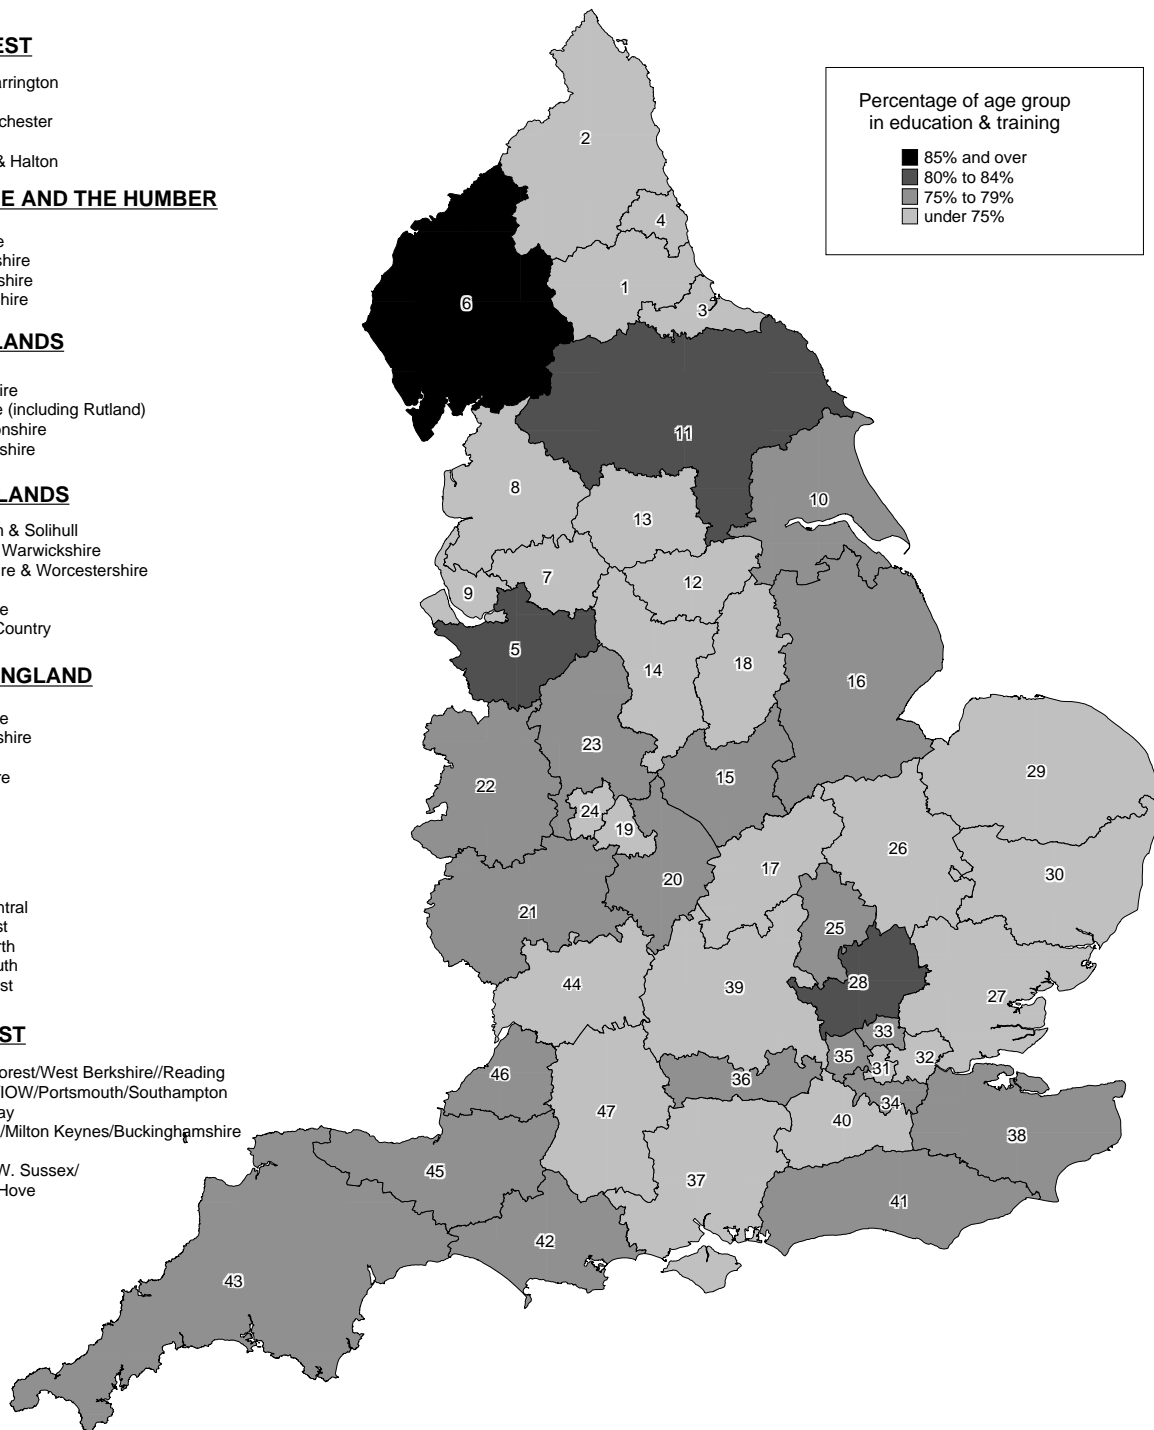 EST
arrington
chester
& Halton
E AND THE HUMBER
e
shire
shire
hire
LANDS
ire
e (including Rutland)
onshire
shire
LANDS
n & Solihull
Warwickshire
ire & Worcestershire
e
Country
NGLAND
e
shire
re
ntral
st
rth
uth
st
ST
orest/West Berkshire//Reading
/IOW/Portsmouth/Southampton
ay
/Milton Keynes/Buckinghamshire
W. Sussex/
Hove
Percentage of age group
in education & training
85% and over
80% to 84%
75% to 79%
under 75%
2
4
1
3
6
11
8
10
13
7
12
9
5
14
18
16
23
22
15
29
24
19
26
17
20
30
21
25
44
39
28
27
33
35
32
31
46
36
34
47
40
38
45
37
41
42
43